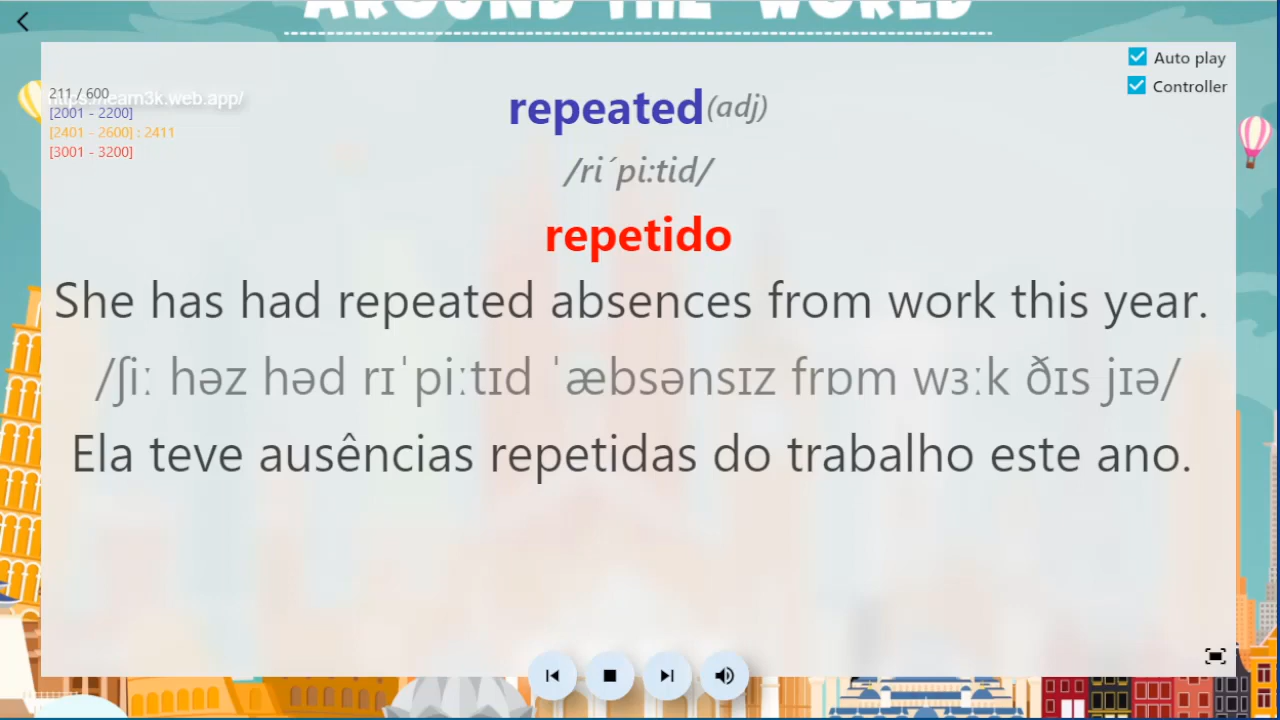 AROUND THE WORLD
Auto play
Controller
211 / 600
https://learn3k.web.app/
[2001 - 2200]
[2401 - 2600] : 2411
[3001 - 3200]
repeated(adj)
/ri´pi:tid/
repetido
She has had repeated absences from work this year.
/ʃiː həz həd rɪˈpiːtɪd ˈæbsənsɪz frɒm wɜːk ðɪs jɪə/
Ela teve ausências repetidas do trabalho este ano.